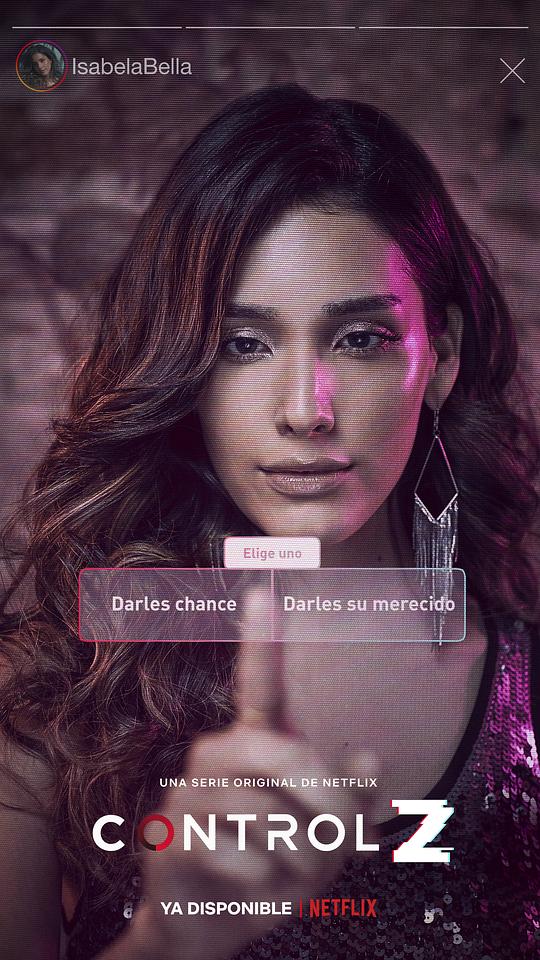 IsabelaBella
Elige uno
Darles chance
Darles su merecido
UNA SERIE ORIGINAL DE NETFLIX
CONTROL Z
YA DISPONIBLE | NETFLIX